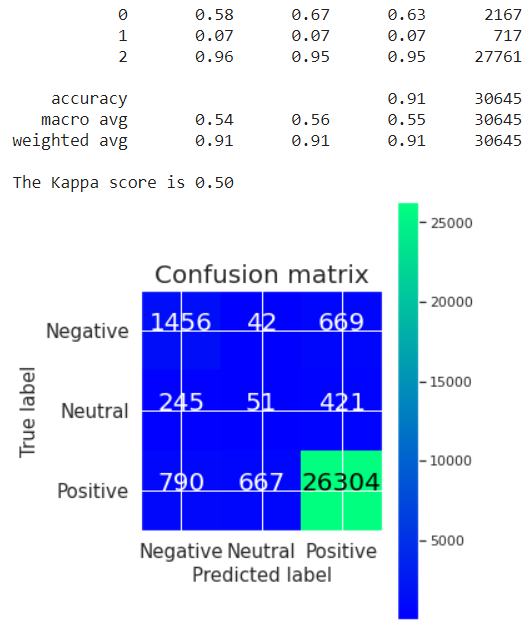 0 0.58 0.67 0.63 2167
1 0.07 0.07 0.07 717
2 0.96 0.95 0.95 27761
accuracy 0.91 30645
macro avg 0.54 0.56 0.55 30645
weighted avg 0.91 0.91 0.91 30645
The Kappa score is 0.50
Confusion matrix
True label
Negative 1456 42 669
Neutral 245 51 421
Positive 790 667 26304
Negative Neutral Positive
Predicted label
25000
20000
15000
10000
5000